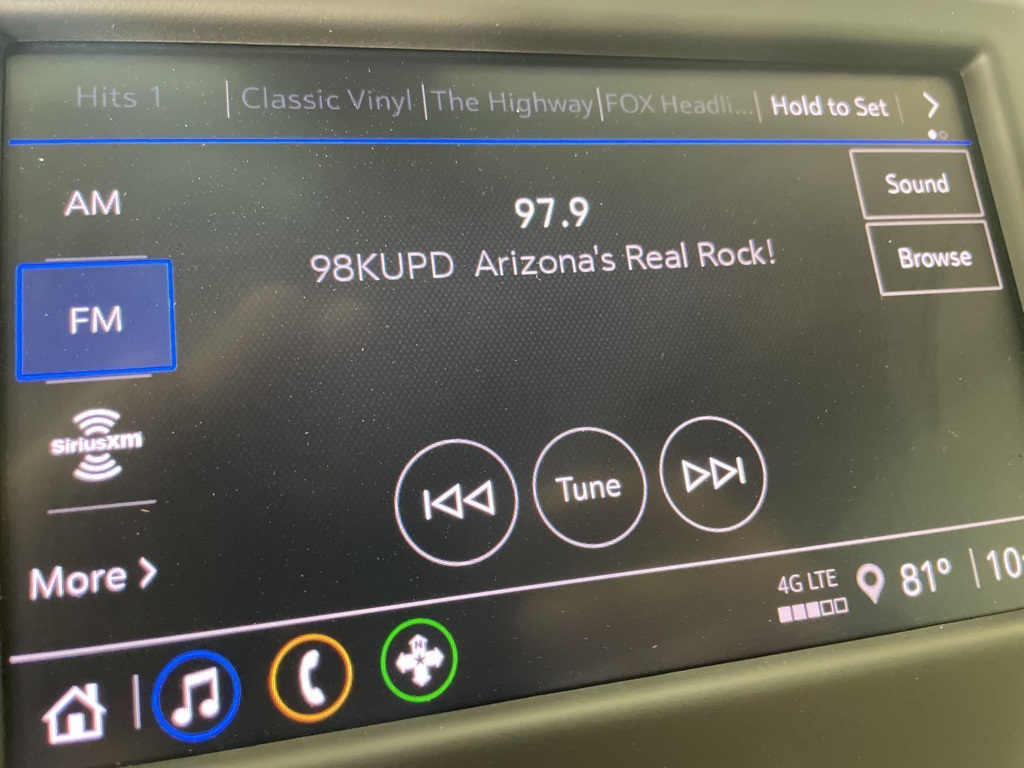 Hits 1 | Classic Vinyl | The Highway | FOX Headli... | Hold to Set
AM
97.9
Sound
98KUPD Arizona's Real Rock!
Browse
FM
SiriusXM
Tune
More
4G LTE
81° | 10:
N